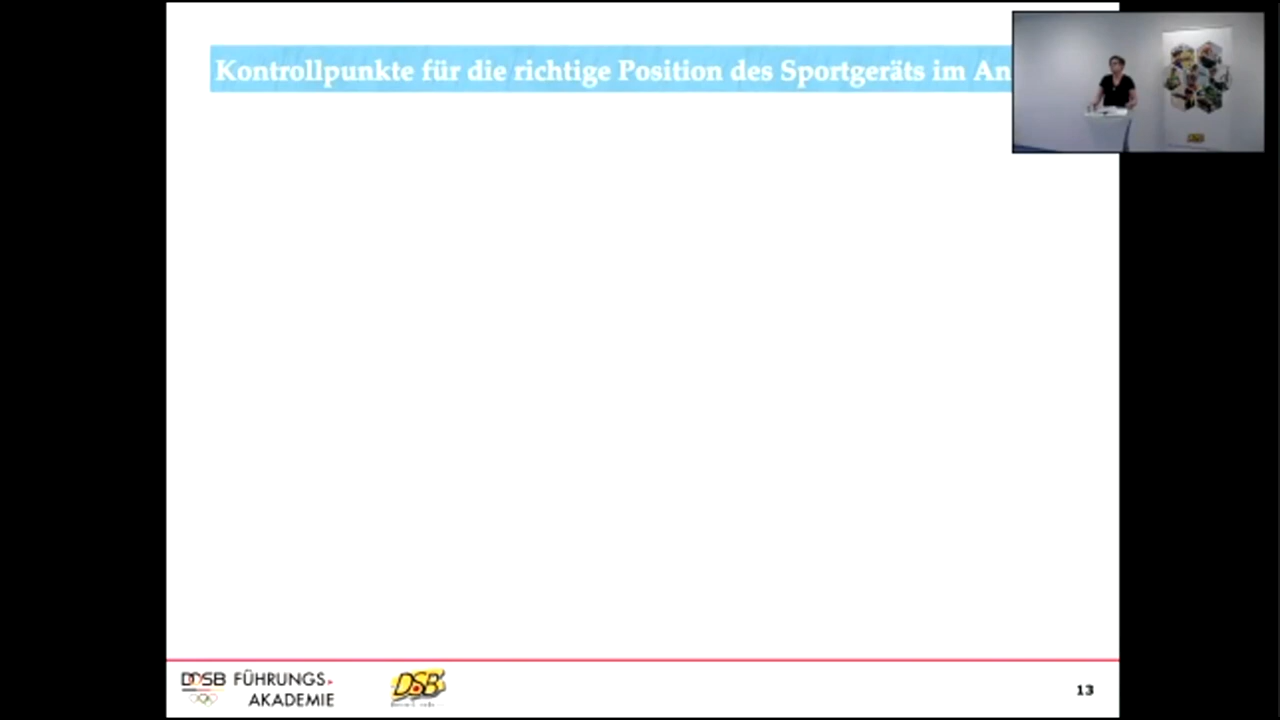 Kontrollpunkte für die richtige Position des Sportgeräts im An
DOSB FÜHRUNGS
AKADEMIE
DSB
13